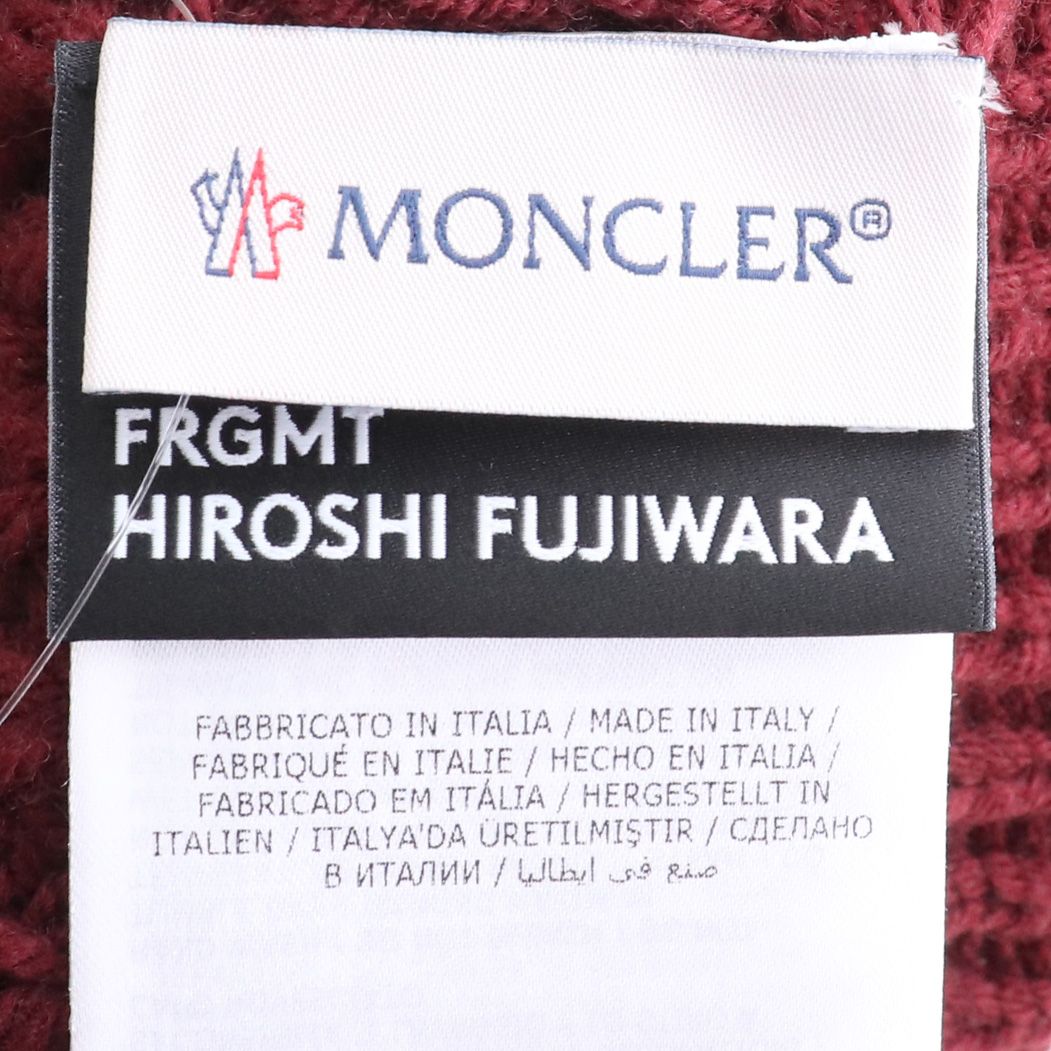 MONCLER®
FRGMT
HIROSHI FUJIWARA
FABBRICATO IN ITALIA / MADE IN ITALY /
FABRIQUÉ EN ITALIE / HECHO EN ITALIA /
FABRICADO EM ITÁLIA / HERGESTELLT IN
ITALIEN / ITALYA'DA ÜRETILMIŞTIR / СДЕЛАНО
В ИТАЛИИ / صنع في ايطاليا